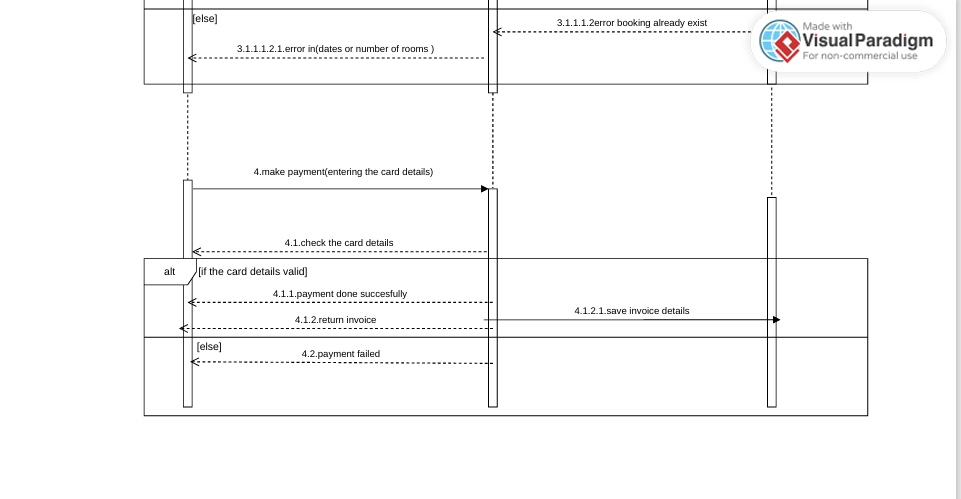 [else]
3.1.1.1.2error booking already exist
3.1.1.1.2.1.error in(dates or number of rooms )
Made with
Visual Paradigm
For non-commercial use
4.make payment(entering the card details)
4.1.check the card details
alt
[if the card details valid]
4.1.1.payment done succesfully
4.1.2.1.save invoice details
4.1.2.return invoice
[else]
4.2.payment failed